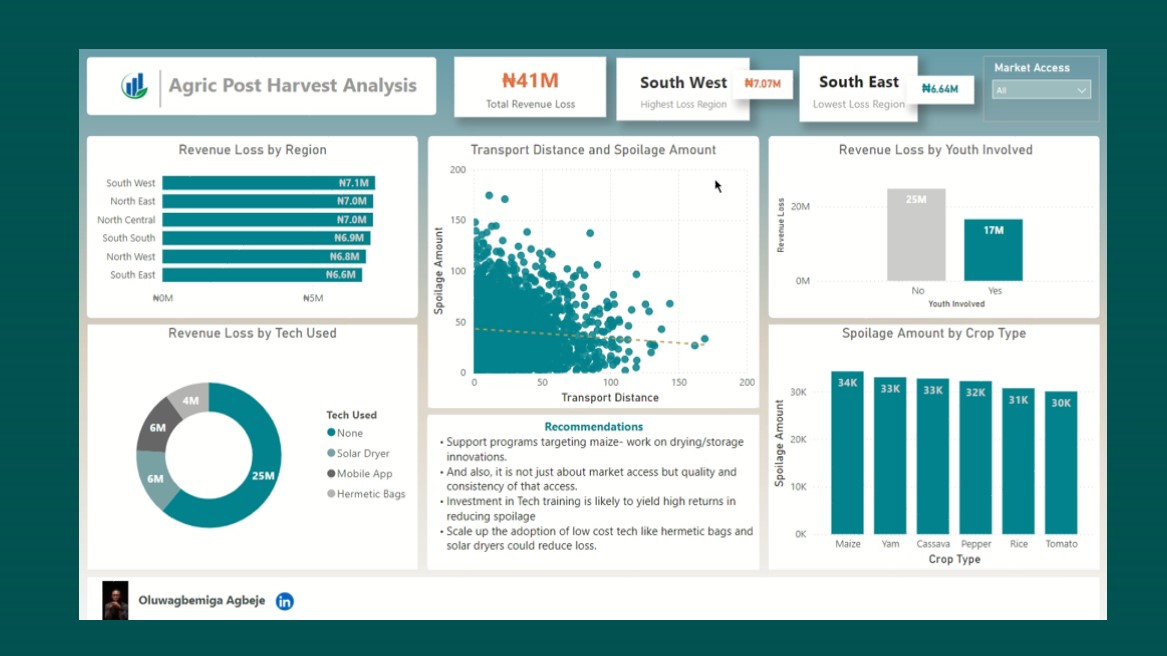 Agric Post Harvest Analysis
₦41M
Total Revenue Loss
South West
Highest Loss Region
₦7.07M
South East
Lowest Loss Region
₦6.64M
Market Access
All
Revenue Loss by Region
South West ₦7.1M
North East ₦7.0M
North Central ₦7.0M
South South ₦6.9M
North West ₦6.8M
South East ₦6.6M
₦0M ₦5M
Transport Distance and Spoilage Amount
Spoilage Amount
200
150
100
50
0
0 50 100 150 200
Transport Distance
Revenue Loss by Youth Involved
Revenue Loss
20M
0M
25M
17M
No Yes
Youth Involved
Revenue Loss by Tech Used
4M
6M
6M
25M
Tech Used
None
Solar Dryer
Mobile App
Hermetic Bags
Recommendations
• Support programs targeting maize- work on drying/storage
innovations.
• And also, it is not just about market access but quality and
consistency of that access.
• Investment in Tech training is likely to yield high returns in
reducing spoilage
• Scale up the adoption of low cost tech like hermetic bags and
solar dryers could reduce loss.
Spoilage Amount by Crop Type
Spoilage Amount
30K
20K
10K
0K
34K 33K 33K 32K 31K 30K
Maize Yam Cassava Pepper Rice Tomato
Crop Type
Oluwagbemiga Agbeje
in